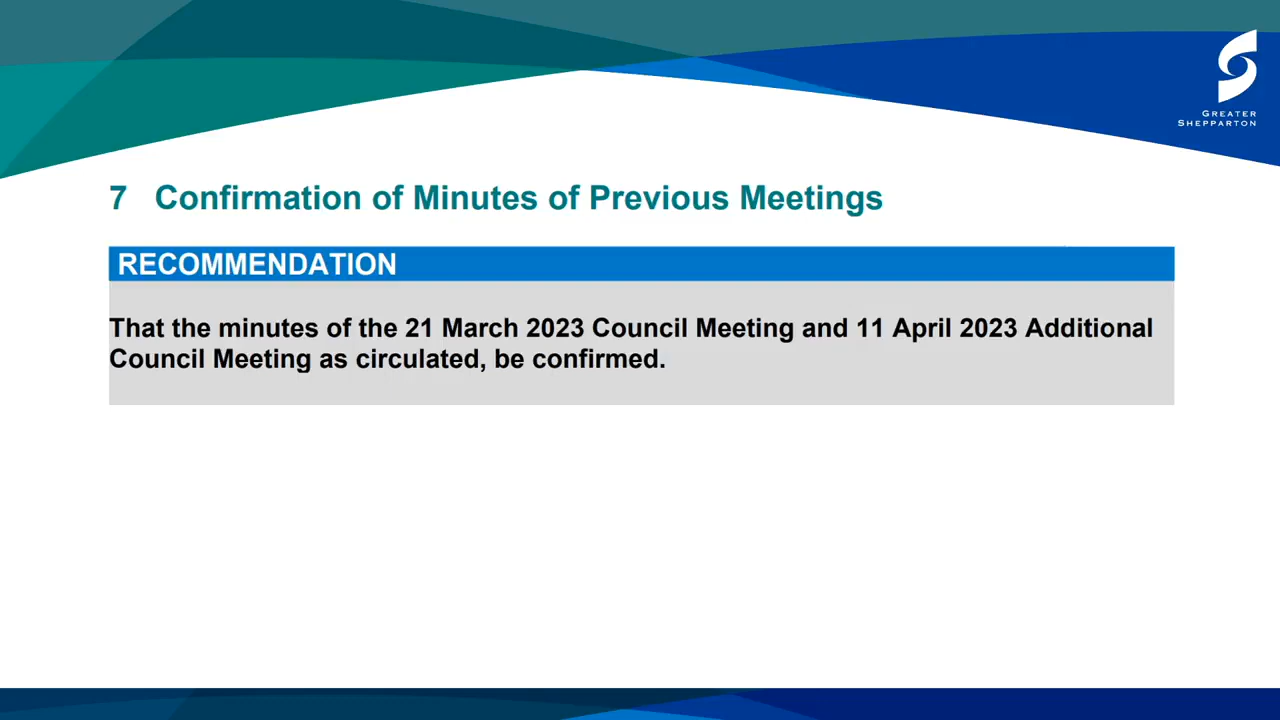 GREATER
SHEPPARTON
7 Confirmation of Minutes of Previous Meetings
RECOMMENDATION
That the minutes of the 21 March 2023 Council Meeting and 11 April 2023 Additional
Council Meeting as circulated, be confirmed.